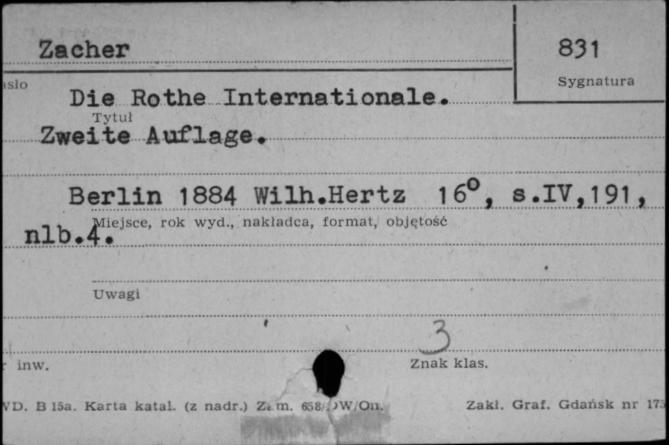 Zacher
831
Sygnatura
Die Rothe Internationale.
Tytuł
Zweite Auflage.
Berlin 1884 Wilh.Hertz 16º, s.IV,191,
Miejsce, rok wyd., nakładca, format, objętość
nlb.4.
Uwagi
3
inw.
Znak klas.
B 15a. Karta katal. (z nadr.)
Zakł. Graf. Gdańsk nr